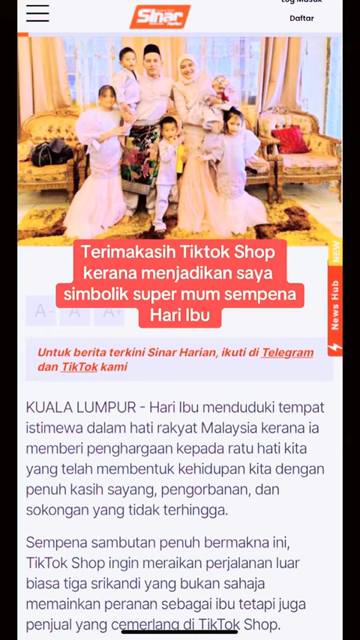 Log Masuk
Sinar
Daftar
Terimakasih Tiktok Shop
kerana menjadikan saya
simbolik super mum sempena
Hari Ibu
NEW
News Hub
A- A A+
Untuk berita terkini Sinar Harian, ikuti di Telegram
dan TikTok kami
KUALA LUMPUR - Hari Ibu menduduki tempat
istimewa dalam hati rakyat Malaysia kerana ia
memberi penghargaan kepada ratu hati kita
yang telah membentuk kehidupan kita dengan
penuh kasih sayang, pengorbanan, dan
sokongan yang tidak terhingga.
Sempena sambutan penuh bermakna ini,
TikTok Shop ingin meraikan perjalanan luar
biasa tiga srikandi yang bukan sahaja
memainkan peranan sebagai ibu tetapi juga
penjual yang cemerlang di TikTok Shop.